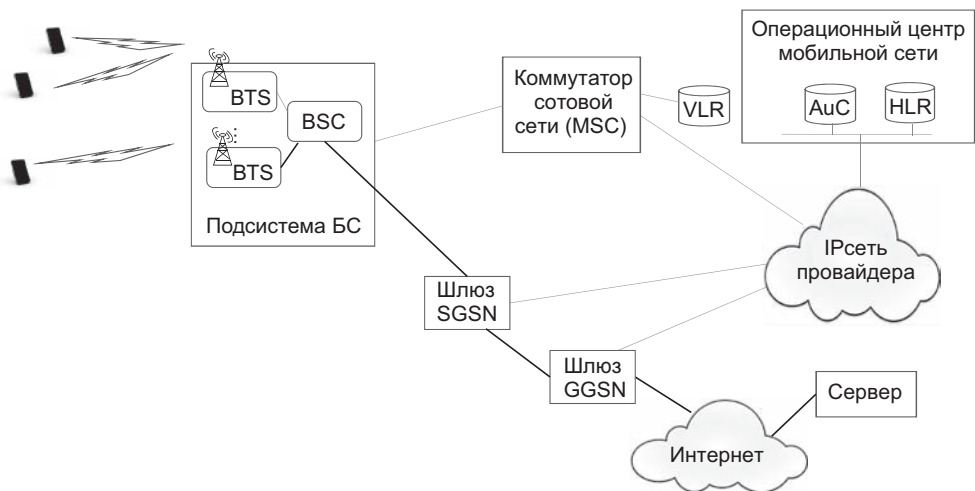 Операционный центр
мобильной сети
AuC
HLR
Коммутатор
сотовой
сети (MSC)
VLR
BTS
BSC
:
BTS
Подсистема БС
IPсеть
провайдера
Шлюз
SGSN
Шлюз
GGSN
Сервер
Интернет